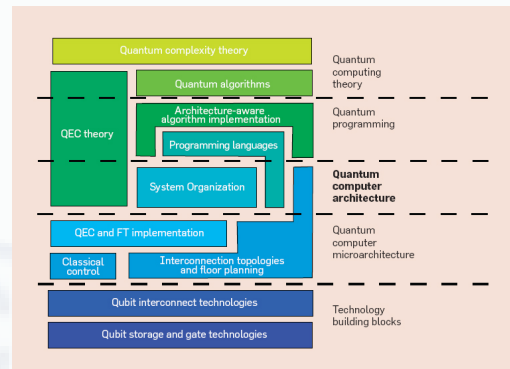 Quantum complexity theory
Quantum
computing
theory
Quantum algorithms
QEC theory
Architecture-aware
algorithm implementation
Quantum
programming
Programming languages
System Organization
Quantum
computer
architecture
QEC and FT implementation
Quantum
computer
microarchitecture
Classical
control
Interconnection topologies
and floor planning
Qubit interconnect technologies
Technology
building blocks
Qubit storage and gate technologies